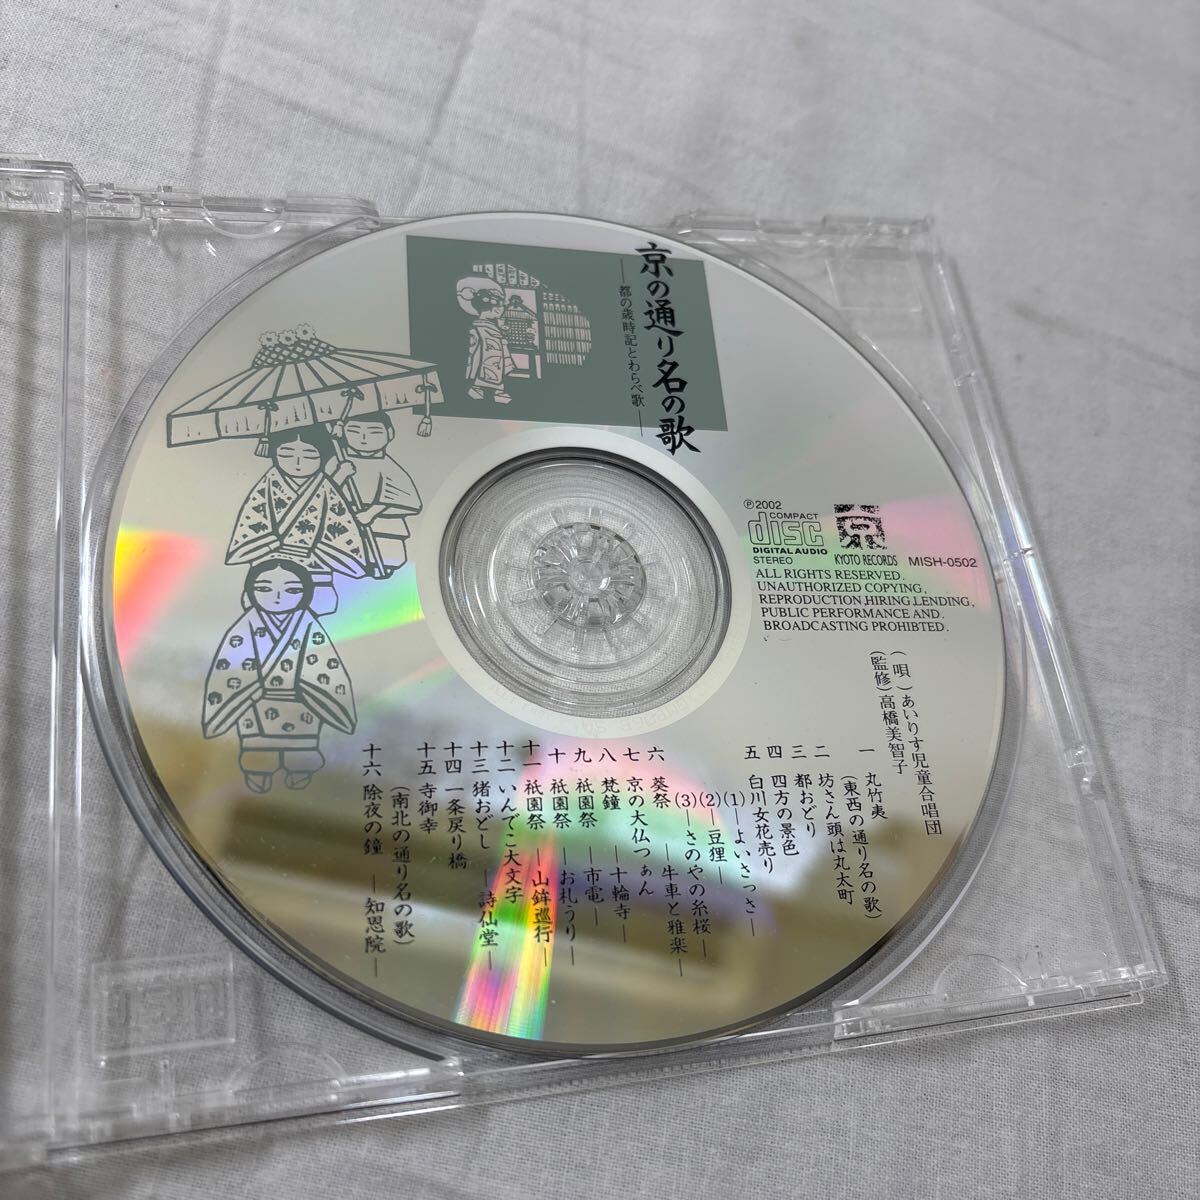 京の通り名の歌
―都の歳時記とわらべ歌―
℗2002
COMPACT
disc
DIGITAL AUDIO
STEREO
KYOTO RECORDS
MISH-0502
ALL RIGHTS RESERVED.
UNAUTHORIZED COPYING,
REPRODUCTION,HIRING,LENDING,
PUBLIC PERFORMANCE AND.
BROADCASTING PROHIBTED.
(唄)あいりす児童合唱団
(監修)高橋美智子
一 丸竹夷
(東西の通り名の歌)
二 坊さん頭は丸太町
三 都おどり
四 四方の景色
五 白川女花売り
(1)―よいさっさ―
(2)―豆狸―
(3)―さのやの糸桜―
六 葵祭 ―牛車と雅楽―
七 京の大仏つぁん
八 梵鐘 ―十輪寺―
九 祇園祭 ―市電―
十 祇園祭 ―お札うり―
十一 祇園祭 ―山鉾巡行―
十二 いんでこ大文字
十三 猪おどし ―詩仙堂―
十四 一条戻り橋
十五 寺御幸
(南北の通り名の歌)
十六 除夜の鐘 ―知恩院―